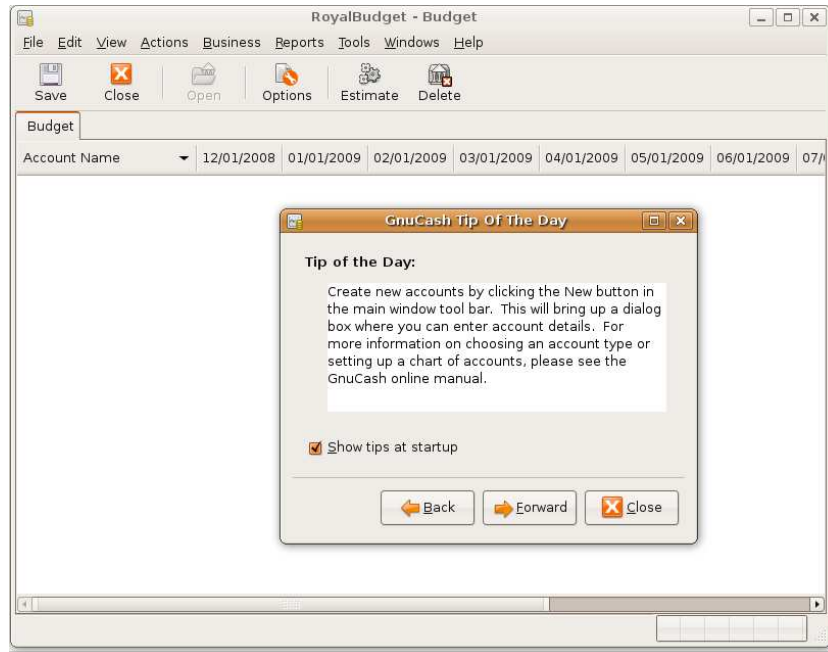 RoyalBudget - Budget
File Edit View Actions Business Reports Tools Windows Help
Save Close Open Options Estimate Delete
Budget
Account Name 12/01/2008 01/01/2009 02/01/2009 03/01/2009 04/01/2009 05/01/2009 06/01/2009 07/
GnuCash Tip Of The Day
Tip of the Day:
Create new accounts by clicking the New button in
the main window tool bar. This will bring up a dialog
box where you can enter account details. For
more information on choosing an account type or
setting up a chart of accounts, please see the
GnuCash online manual.
Show tips at startup
Back Forward Close